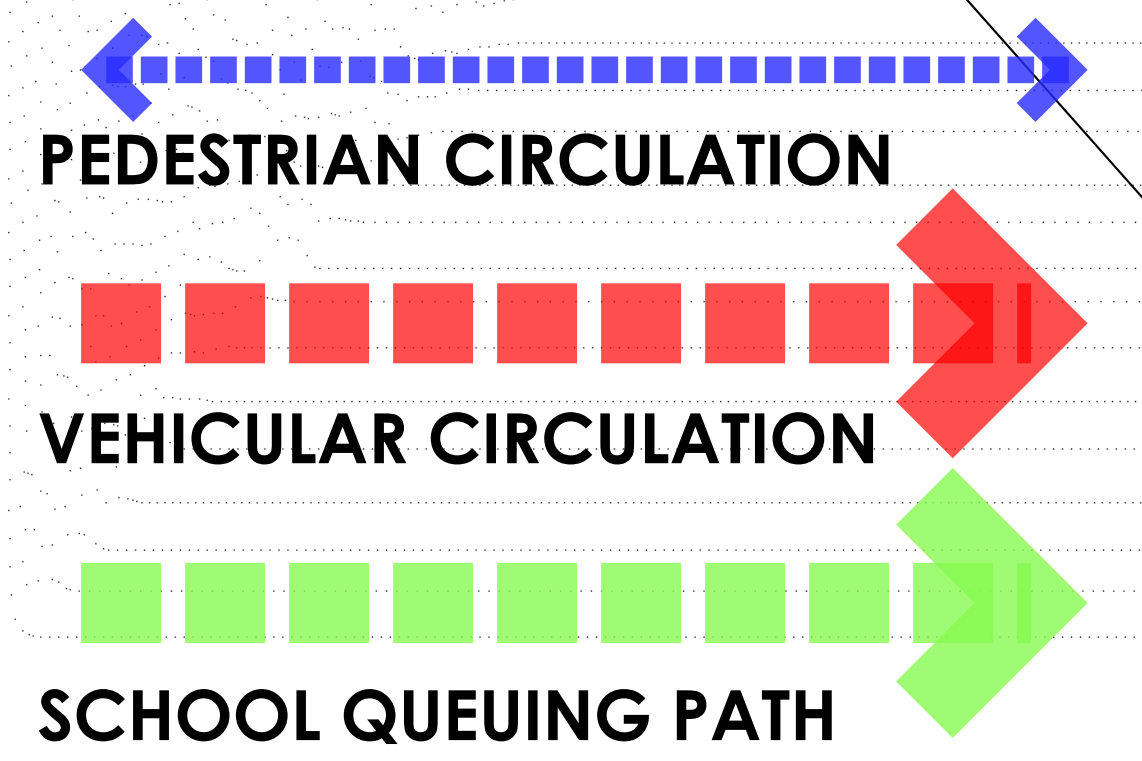 PEDESTRIAN CIRCULATION
VEHICULAR CIRCULATION
SCHOOL QUEUING PATH